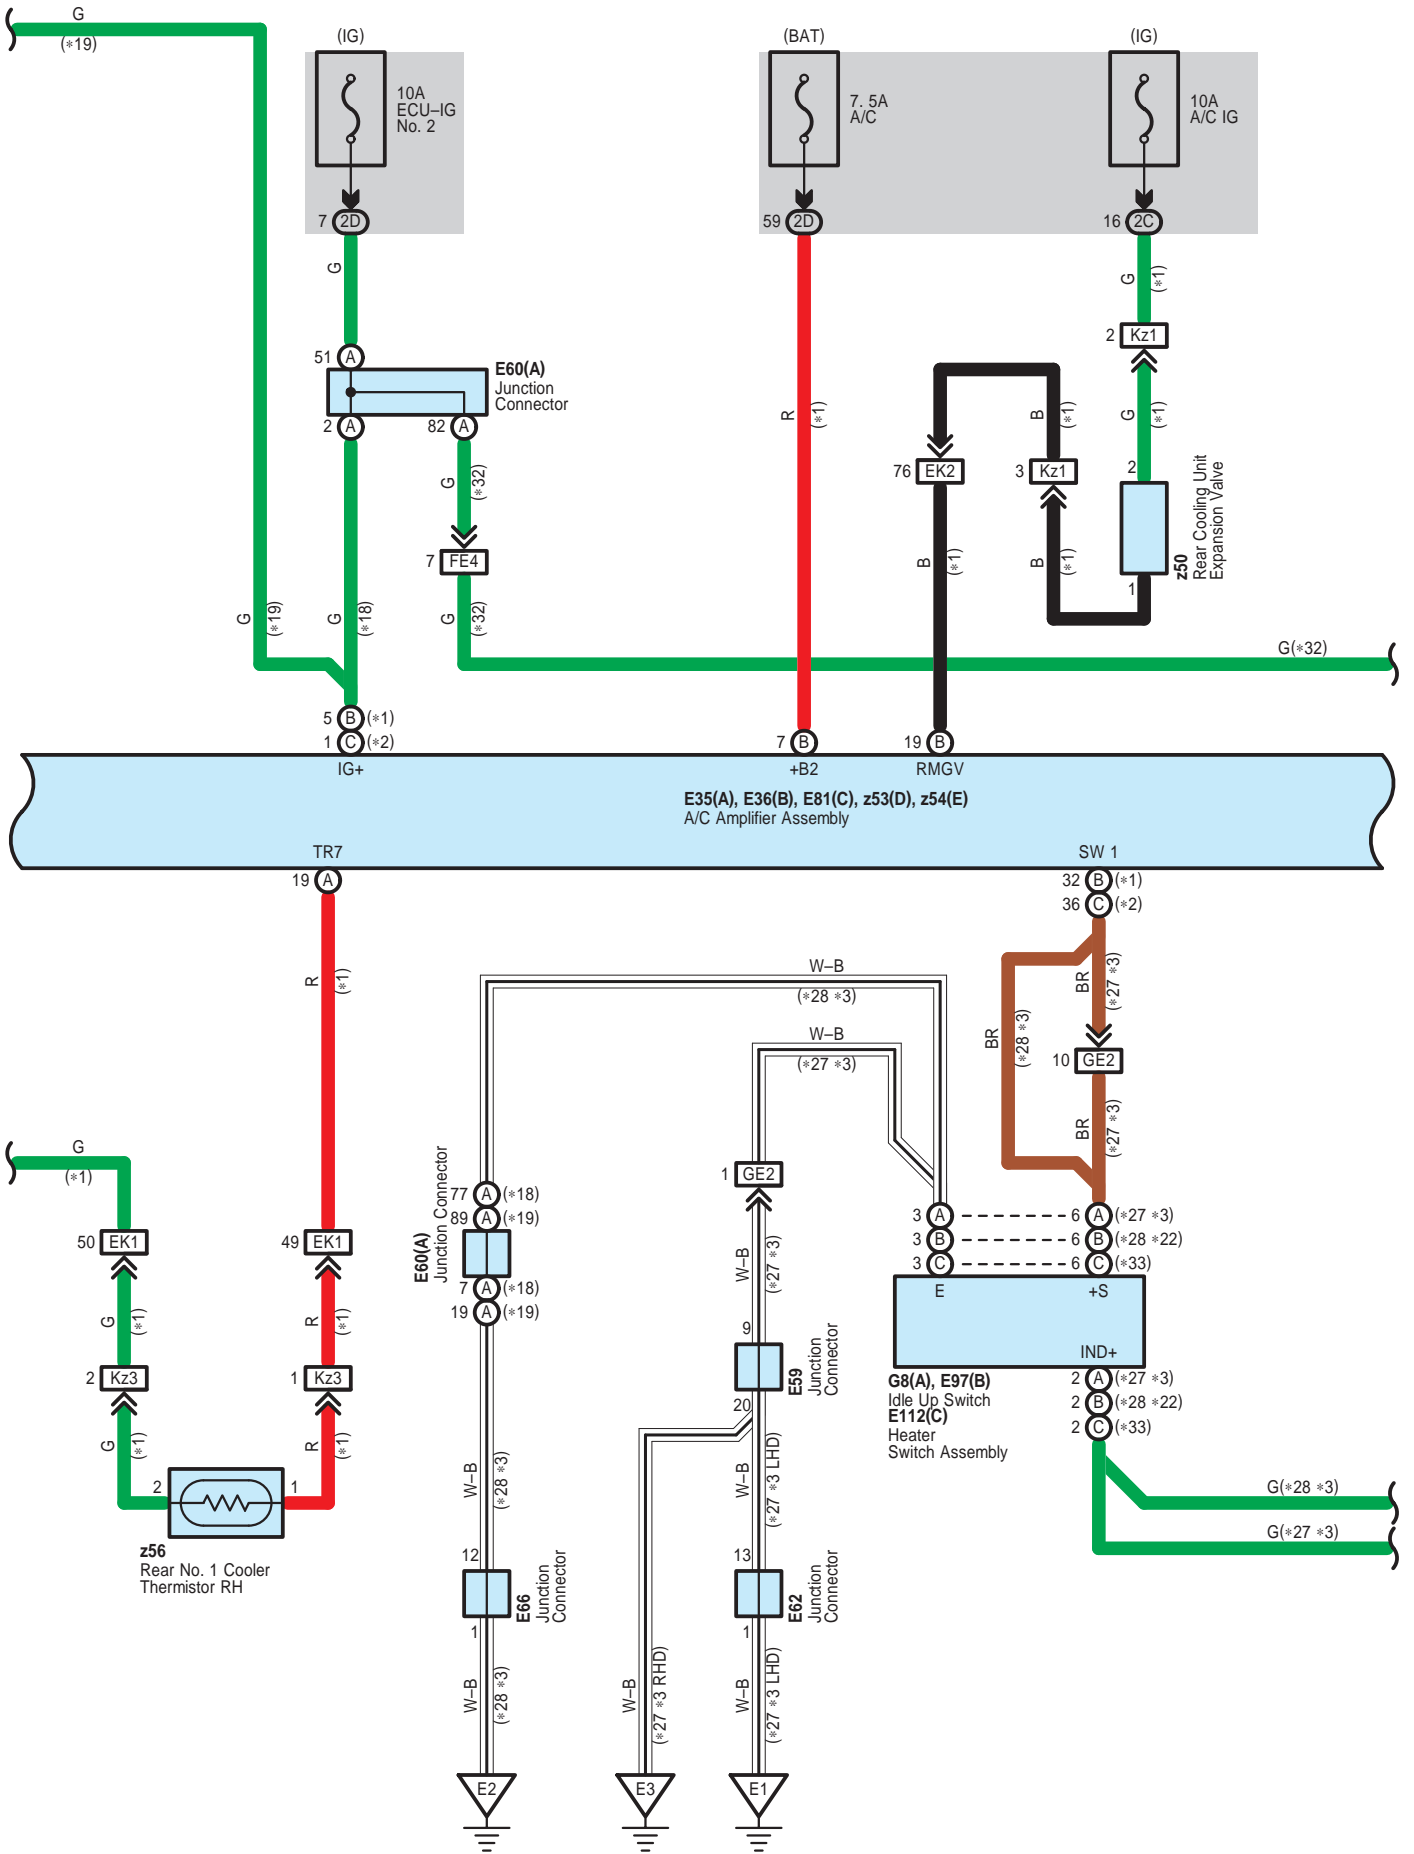 G
(*19)
(IG)
10A
ECU–IG
No. 2
7 2D
(BAT)
7. 5A
A/C
59 2D
(IG)
10A
A/C IG
16 2C
G
G
(*1)
51 A
E60(A)
Junction
Connector
2 A
82 A
2 Kz1
R
(*1)
B
(*1)
G
(*1)
G
(*32)
76 EK2
3 Kz1
2
z50
Rear Cooling Unit
Expansion Valve
7 FE4
B
(*1)
B
(*1)
1
G
(*19)
G
(*18)
G
(*32)
G(*32)
5 B (*1)
1 C (*2)
7 B
19 B
IG+
+B2
RMGV
E35(A), E36(B), E81(C), z53(D), z54(E)
A/C Amplifier Assembly
TR7
SW 1
19 A
32 B (*1)
36 C (*2)
R
(*1)
W–B
(*28 *3)
W–B
(*27 *3)
BR
(*27 *3)
BR
(*28 *3)
10 GE2
BR
(*27 *3)
G
(*1)
1 GE2
77 A (*18)
89 A (*19)
E60(A)
Junction Connector
7 A (*18)
19 A (*19)
3 A
6 A (*27 *3)
3 B
6 B (*28 *22)
3 C
6 C (*33)
50 EK1
49 EK1
W–B
(*27 *3)
E
+S
IND+
G
(*1)
R
(*1)
9
E59
Junction
Connector
20
2 Kz3
1 Kz3
G8(A), E97(B)
Idle Up Switch
E112(C)
Heater
Switch Assembly
2 A (*27 *3)
2 B (*28 *22)
2 C (*33)
G
(*1)
R
(*1)
W–B
(*28 *3)
W–B
(*27 *3 LHD)
G(*28 *3)
G(*27 *3)
2
1
z56
Rear No. 1 Cooler
Thermistor RH
12
E66
Junction
Connector
1
13
E62
Junction
Connector
1
W–B
(*28 *3)
W–B
(*27 *3 RHD)
W–B
(*27 *3 LHD)
E2
E3
E1